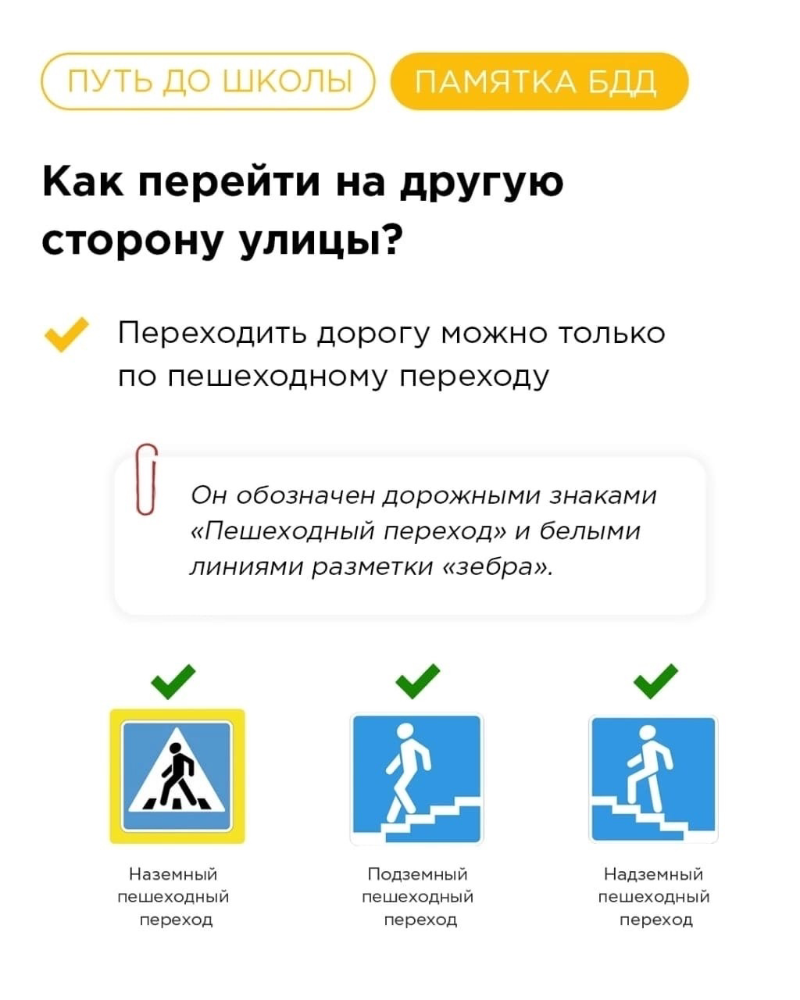 ПУТЬ ДО ШКОЛЫ
ПАМЯТКА БДД
Как перейти на другую
сторону улицы?
Переходить дорогу можно только
по пешеходному переходу
Он обозначен дорожными знаками
«Пешеходный переход» и белыми
линиями разметки «зебра».
Наземный
пешеходный
переход
Подземный
пешеходный
переход
Надземный
пешеходный
переход